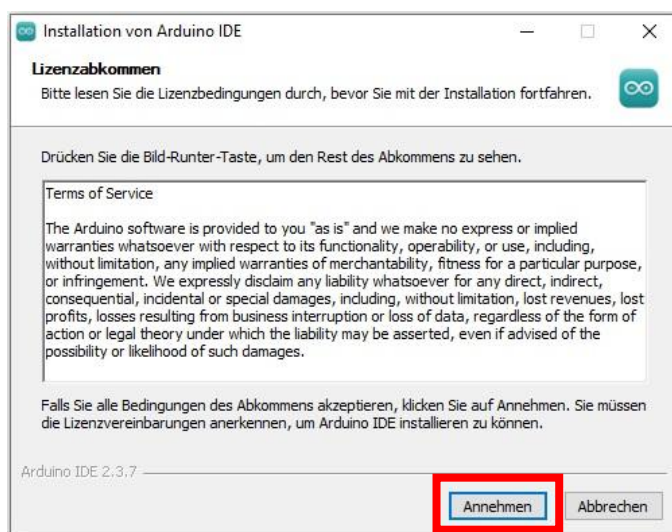 Installation von Arduino IDE
Lizenzabkommen
Bitte lesen Sie die Lizenzbedingungen durch, bevor Sie mit der Installation fortfahren.
Drücken Sie die Bild-Runter-Taste, um den Rest des Abkommens zu sehen.
Terms of Service
The Arduino software is provided to you "as is" and we make no express or implied
warranties whatsoever with respect to its functionality, operability, or use, including,
without limitation, any implied warranties of merchantability, fitness for a particular purpose,
or infringement. We expressly disclaim any liability whatsoever for any direct, indirect,
consequential, incidental or special damages, including, without limitation, lost revenues, lost
profits, losses resulting from business interruption or loss of data, regardless of the form of
action or legal theory under which the liability may be asserted, even if advised of the
possibility or likelihood of such damages.
Falls Sie alle Bedingungen des Abkommens akzeptieren, klicken Sie auf Annehmen. Sie müssen
die Lizenzvereinbarungen anerkennen, um Arduino IDE installieren zu können.
Arduino IDE 2.3.7
Annehmen
Abbrechen